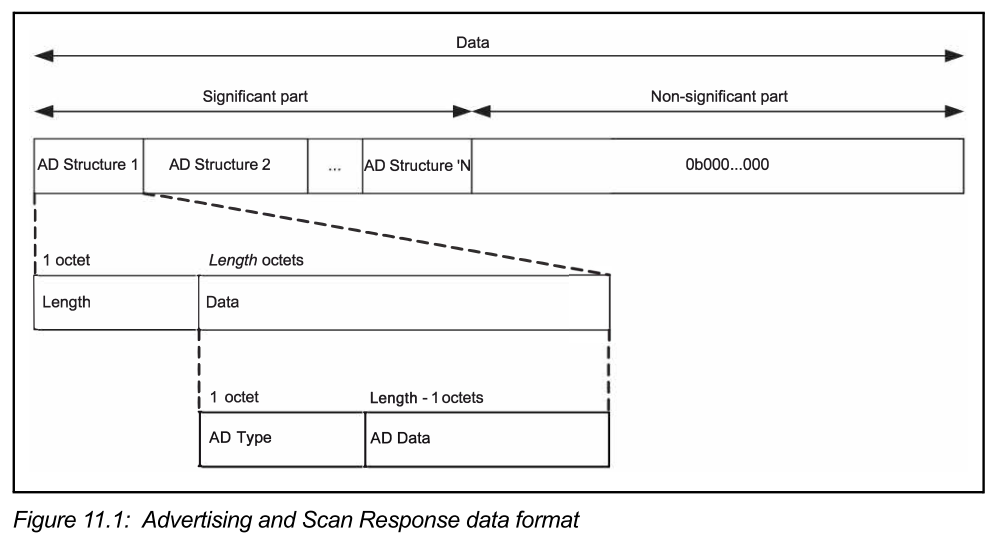 Data
Significant part Non-significant part
AD Structure 1 AD Structure 2 ... AD Structure 'N 0b000...000
1 octet Length octets
Length Data
1 octet Length - 1 octets
AD Type AD Data
Figure 11.1: Advertising and Scan Response data format